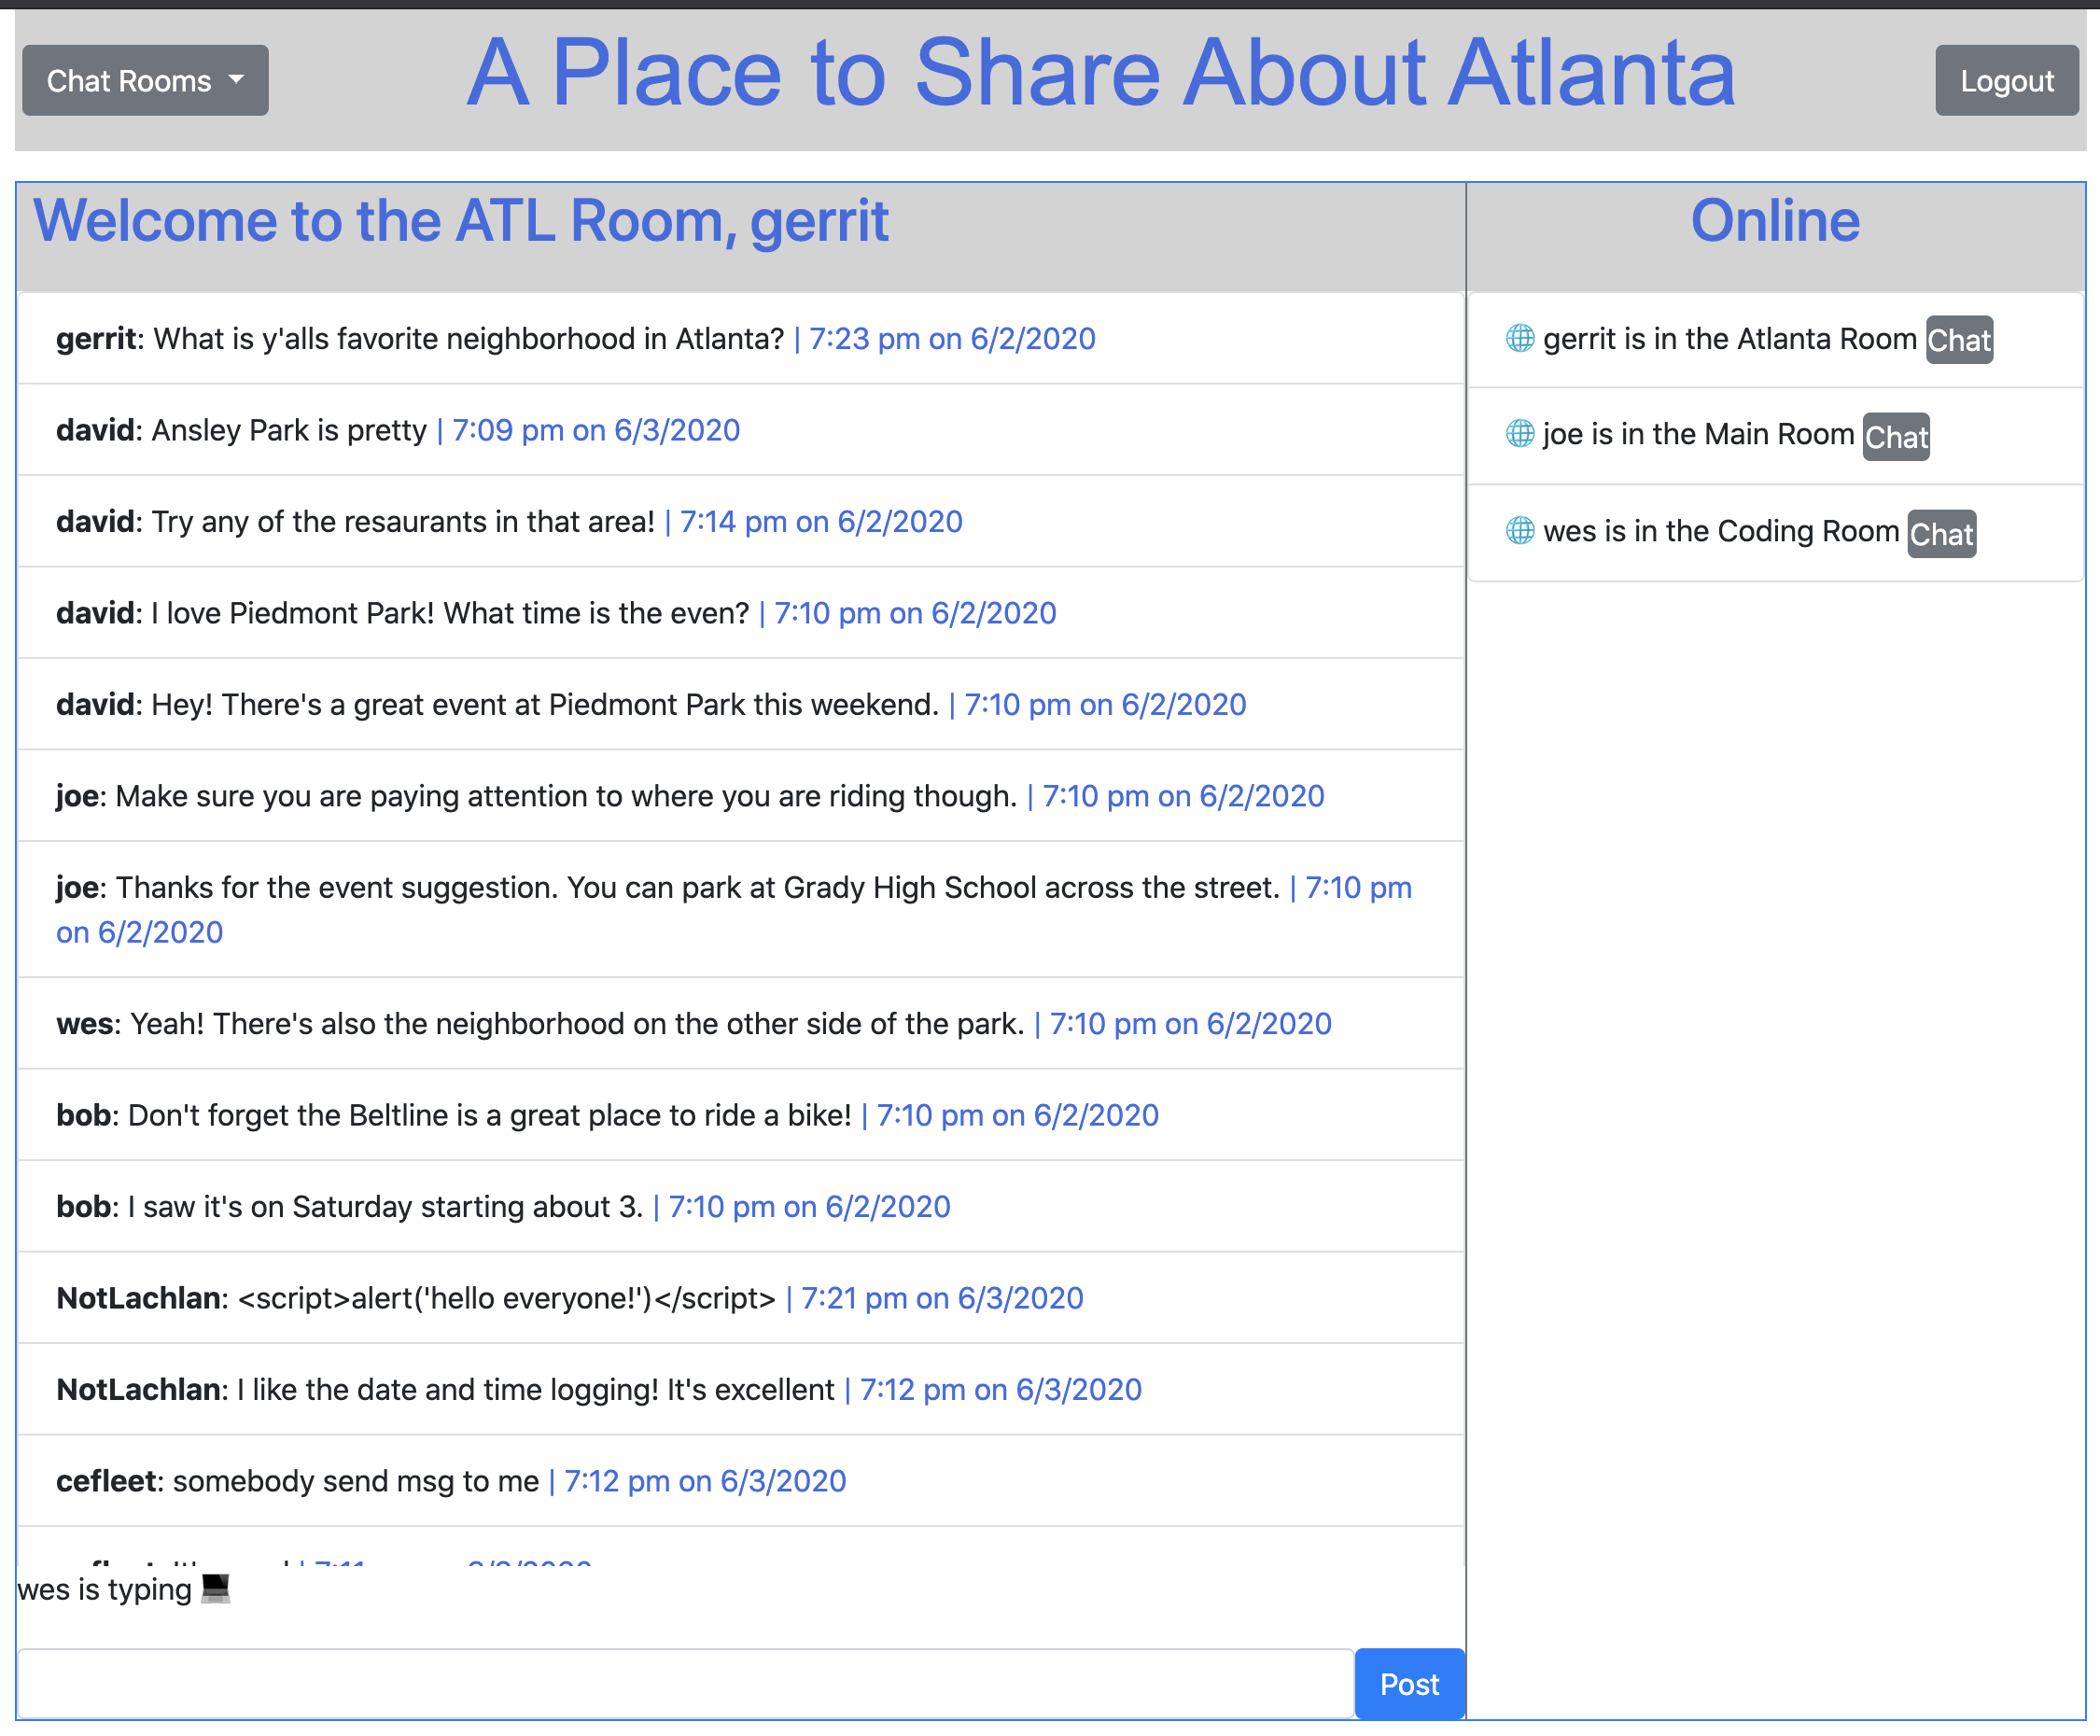 Chat Rooms
A Place to Share About Atlanta
Logout
Welcome to the ATL Room, gerrit
gerrit: What is y'alls favorite neighborhood in Atlanta? | 7:23 pm on 6/2/2020
david: Ansley Park is pretty | 7:09 pm on 6/3/2020
david: Try any of the resaurants in that area! | 7:14 pm on 6/2/2020
david: I love Piedmont Park! What time is the even? | 7:10 pm on 6/2/2020
david: Hey! There's a great event at Piedmont Park this weekend. | 7:10 pm on 6/2/2020
joe: Make sure you are paying attention to where you are riding though. | 7:10 pm on 6/2/2020
joe: Thanks for the event suggestion. You can park at Grady High School across the street. | 7:10 pm
on 6/2/2020
wes: Yeah! There's also the neighborhood on the other side of the park. | 7:10 pm on 6/2/2020
bob: Don't forget the Beltline is a great place to ride a bike! | 7:10 pm on 6/2/2020
bob: I saw it's on Saturday starting about 3. | 7:10 pm on 6/2/2020
NotLachlan: <script>alert('hello everyone!')</script> | 7:21 pm on 6/3/2020
NotLachlan: I like the date and time logging! It's excellent | 7:12 pm on 6/3/2020
cefleet: somebody send msg to me | 7:12 pm on 6/3/2020
wes is typing
Post
Online
gerrit is in the Atlanta Room Chat
joe is in the Main Room Chat
wes is in the Coding Room Chat